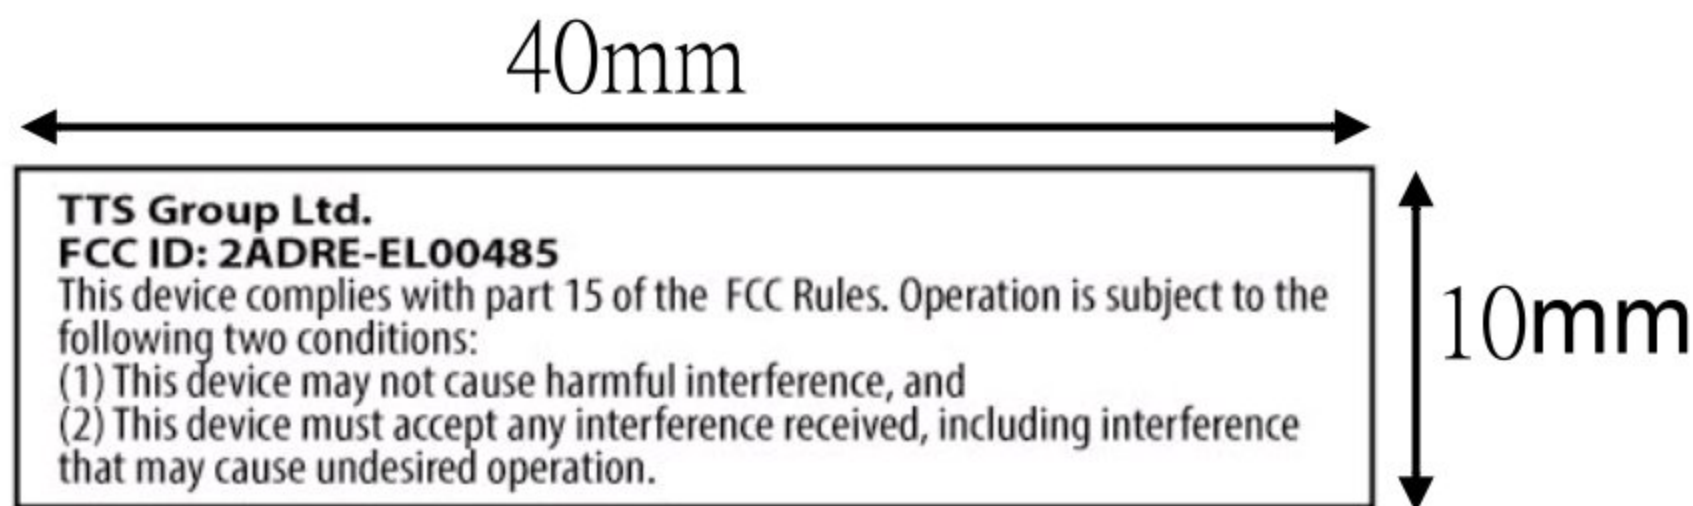 40mm
TTS Group Ltd.
FCC ID: 2ADRE-EL00485
This device complies with part 15 of the FCC Rules. Operation is subject to the
following two conditions:
(1) This device may not cause harmful interference, and
(2) This device must accept any interference received, including interference
that may cause undesired operation.
10mm